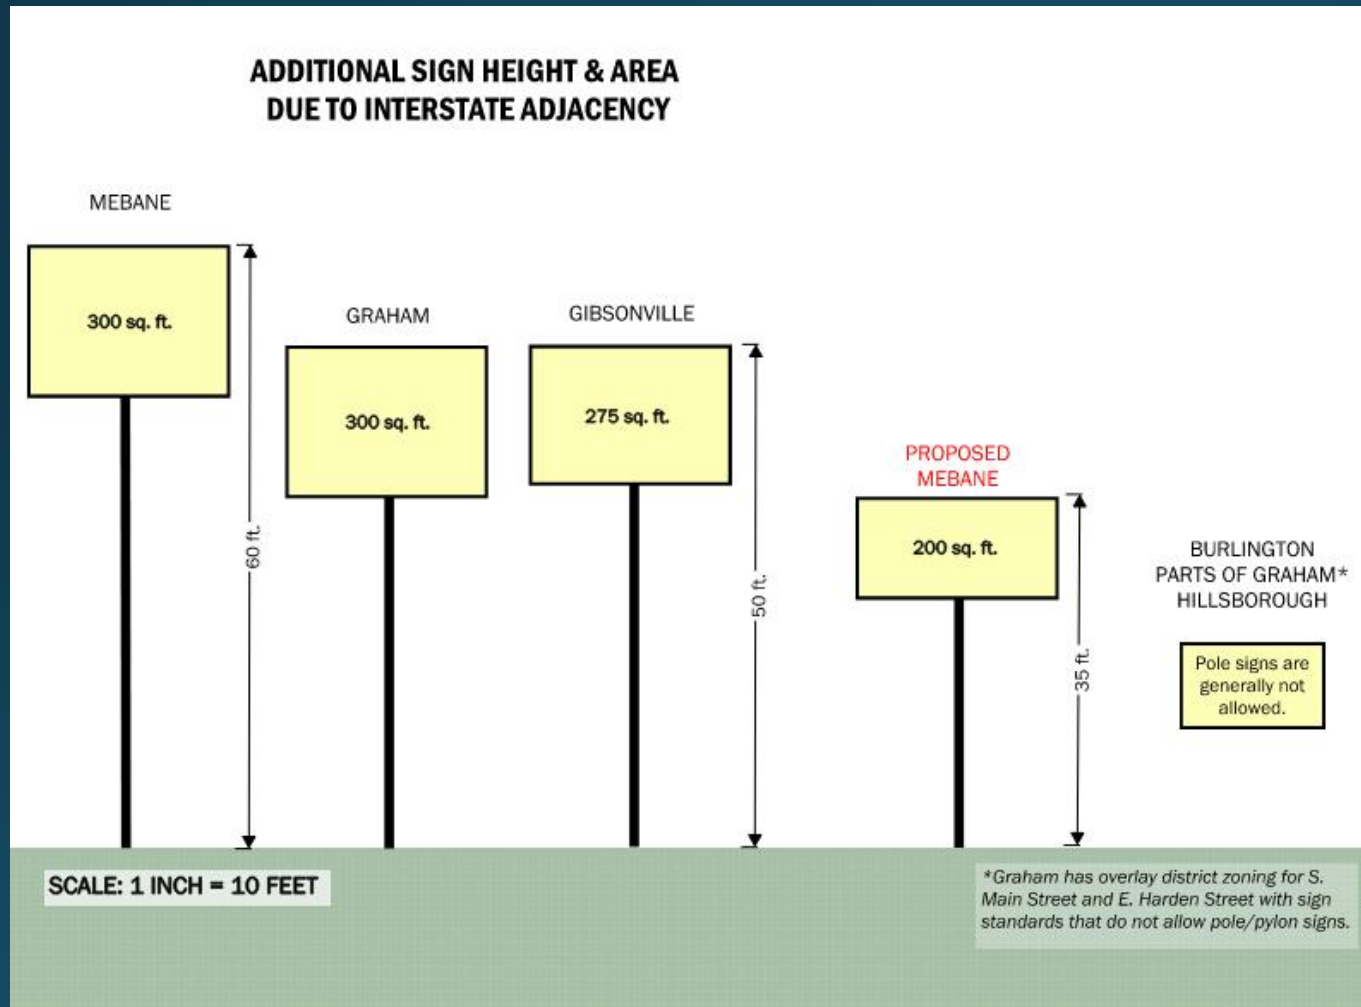 ADDITIONAL SIGN HEIGHT & AREA
DUE TO INTERSTATE ADJACENCY
MEBANE
300 sq. ft.
60 ft.
GRAHAM
300 sq. ft.
GIBSONVILLE
275 sq. ft.
50 ft.
PROPOSED
MEBANE
200 sq. ft.
35 ft.
BURLINGTON
PARTS OF GRAHAM*
HILLSBOROUGH
Pole signs are
generally not
allowed.
SCALE: 1 INCH = 10 FEET
*Graham has overlay district zoning for S.
Main Street and E. Harden Street with sign
standards that do not allow pole/pylon signs.